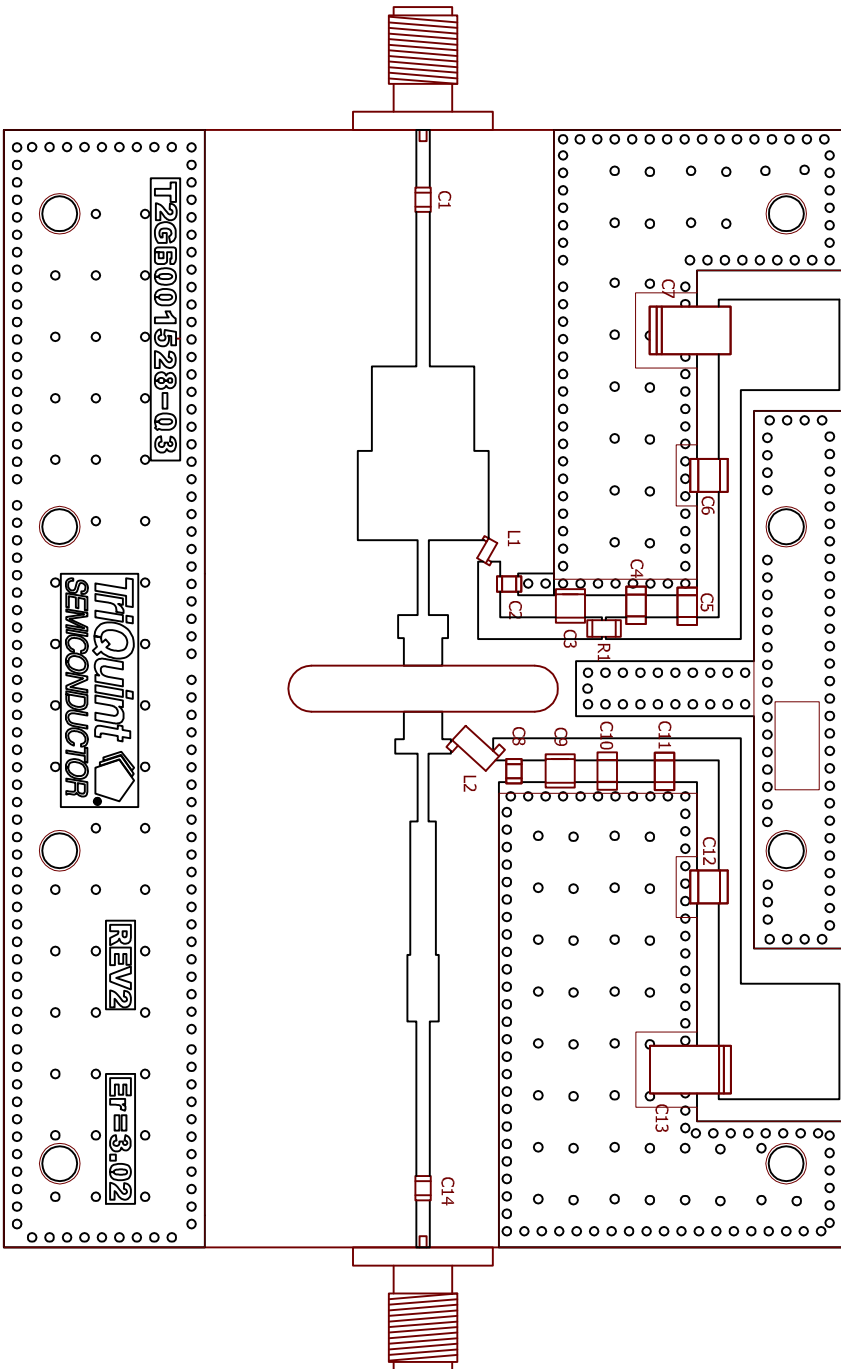 C1
C7
C6
L1
C2
C3
C4
C5
R1
L2
C8
C9
C10
C11
C12
C13
C14
T2G6001528-Q3
TriQuint
SEMICONDUCTOR
REV2
Er=3.02